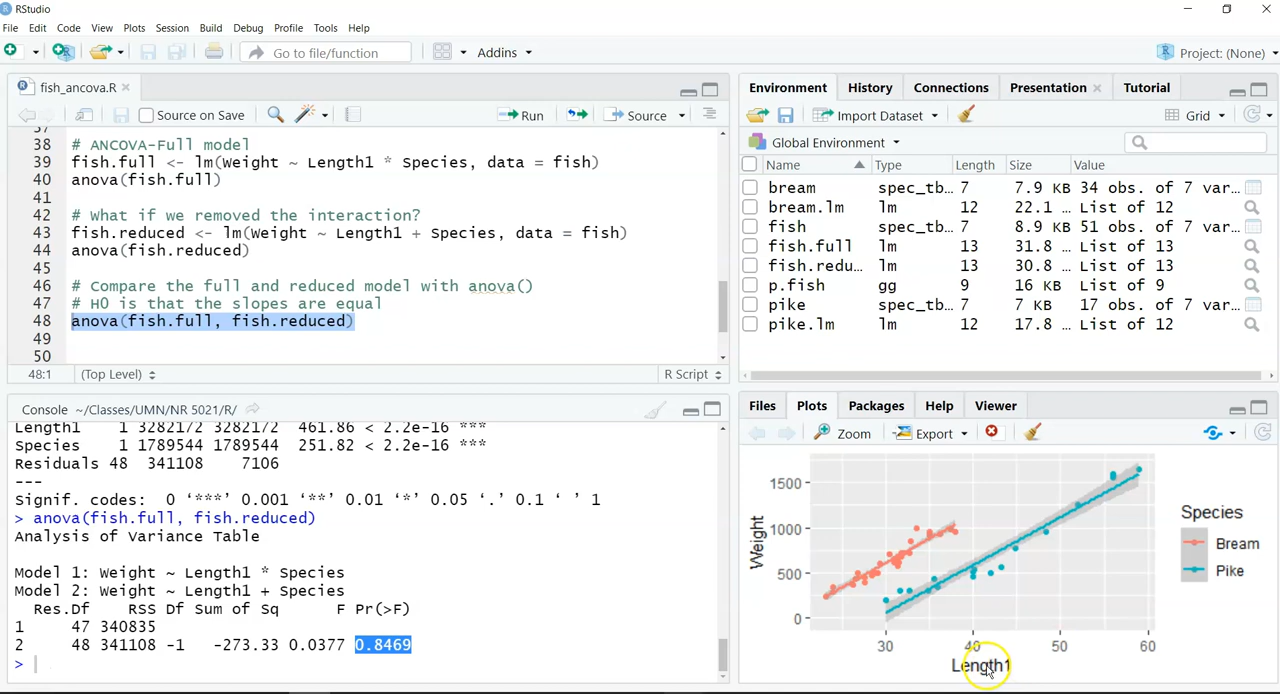 RStudio
File Edit Code View Plots Session Build Debug Profile Tools Help
Go to file/function Addins Project: (None)
fish_ancova.R
Source on Save Run Source
37
38 # ANCOVA-Full model
39 fish.full <- lm(Weight ~ Length1 * Species, data = fish)
40 anova(fish.full)
41
42 # What if we removed the interaction?
43 fish.reduced <- lm(Weight ~ Length1 + Species, data = fish)
44 anova(fish.reduced)
45
46 # Compare the full and reduced model with anova()
47 # H0 is that the slopes are equal
48 anova(fish.full, fish.reduced)
49
50
48:1 (Top Level) R Script
Console ~/Classes/UMN/NR 5021/R/
Length1 1 3282172 3282172 461.86 < 2.2e-16 ***
Species 1 1789544 1789544 251.82 < 2.2e-16 ***
Residuals 48 341108 7106
---
Signif. codes: 0 ‘***’ 0.001 ‘**’ 0.01 ‘*’ 0.05 ‘.’ 0.1 ‘ ’ 1
> anova(fish.full, fish.reduced)
Analysis of Variance Table
Model 1: Weight ~ Length1 * Species
Model 2: Weight ~ Length1 + Species
Res.Df RSS Df Sum of Sq F Pr(>F)
1 47 340835
2 48 341108 -1 -273.33 0.0377 0.8469
>
Environment History Connections Presentation Tutorial
Import Dataset Grid
Global Environment
Name Type Length Size Value
bream spec_tb… 7 7.9 KB 34 obs. of 7 var…
bream.lm lm 12 22.1 … List of 12
fish spec_tb… 7 8.9 KB 51 obs. of 7 var…
fish.full lm 13 31.8 … List of 13
fish.redu… lm 13 30.8 … List of 13
p.fish gg 9 16 KB List of 9
pike spec_tb… 7 7 KB 17 obs. of 7 var…
pike.lm lm 12 17.8 … List of 12
Files Plots Packages Help Viewer
Zoom Export
Weight
1500
1000
500
0
30 40 50 60
Length1
Species
Bream
Pike